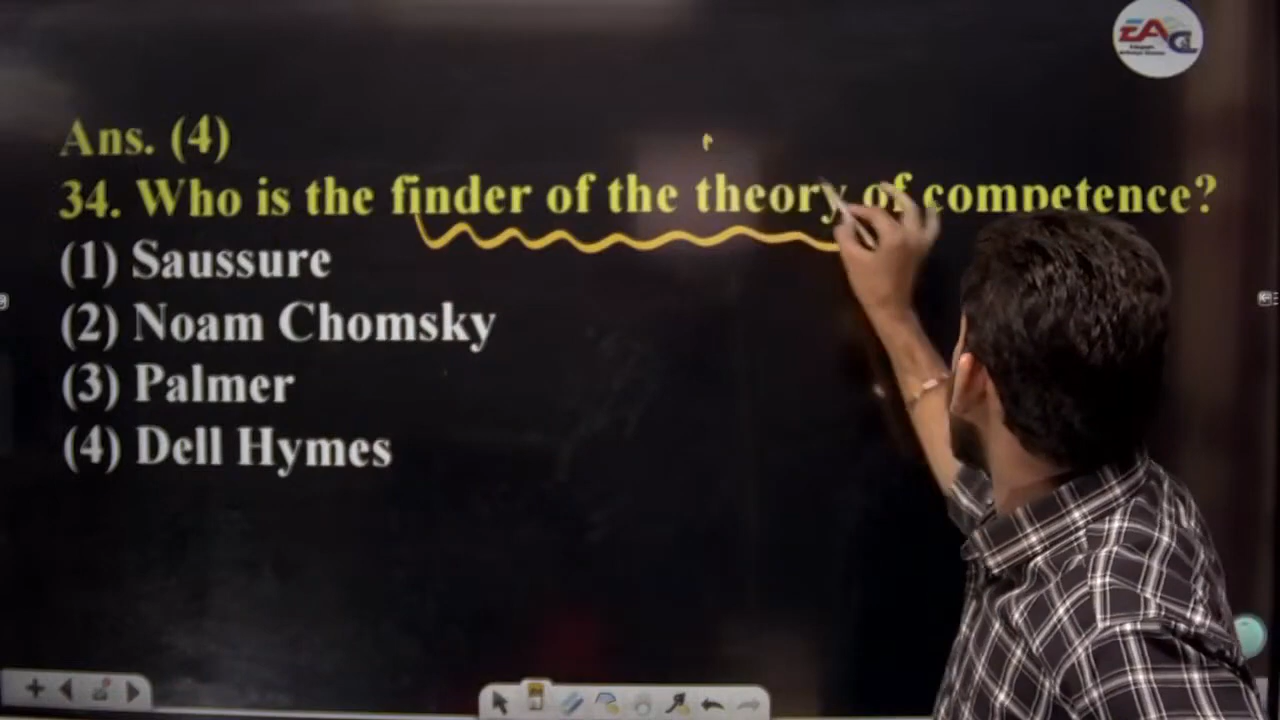 EAC
Ans. (4)
34. Who is the finder of the theory of competence?
(1) Saussure
(2) Noam Chomsky
(3) Palmer
(4) Dell Hymes